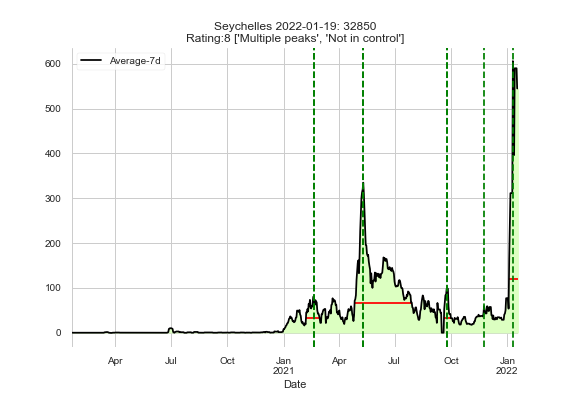 Seychelles 2022-01-19: 32850
Rating:8 ['Multiple peaks', 'Not in control']
Average-7d
600
500
400
300
200
100
0
Apr Jul Oct Jan Apr Jul Oct Jan
2021 2022
Date